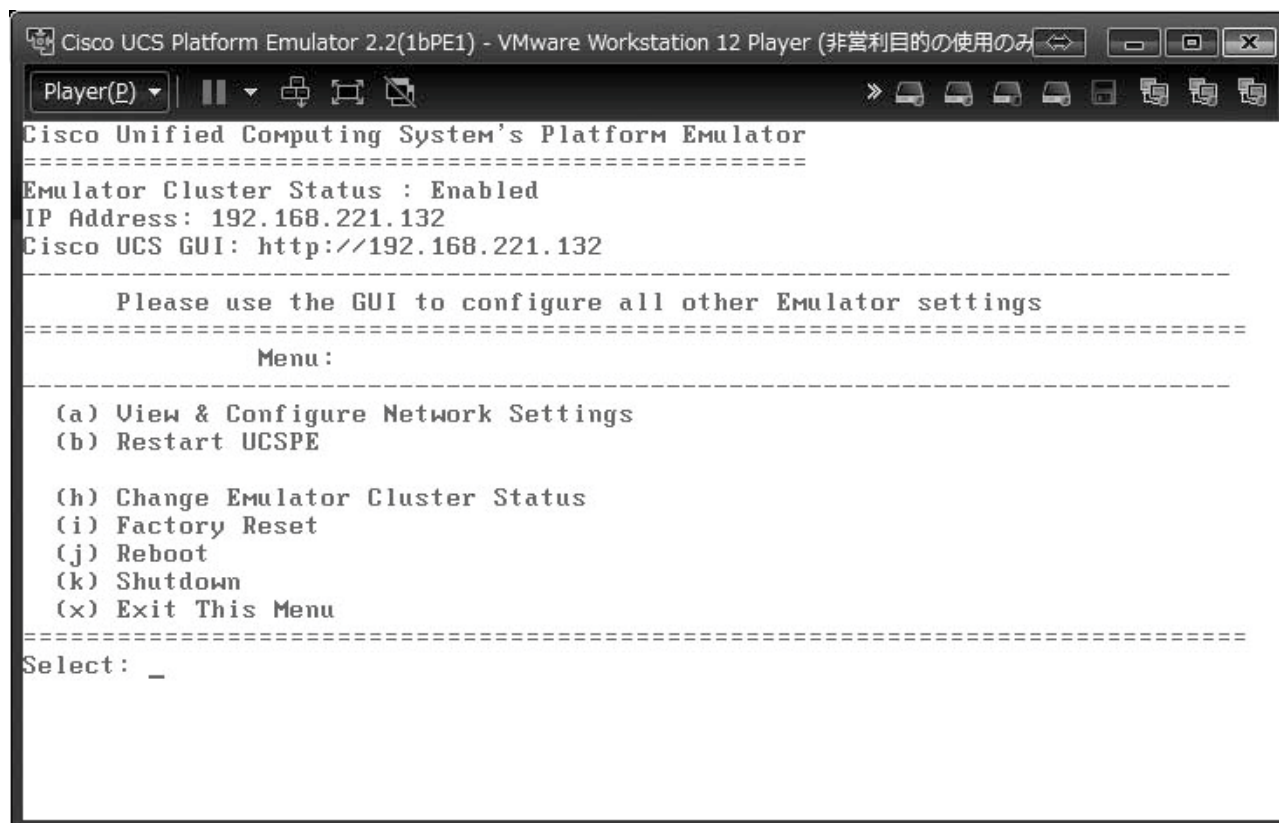 Cisco UCS Platform Emulator 2.2(1bPE1) - VMware Workstation 12 Player (非営利目的の使用のみ
Player(P)
Cisco Unified Computing System's Platform Emulator
==================================================
Emulator Cluster Status : Enabled
IP Address: 192.168.221.132
Cisco UCS GUI: http://192.168.221.132
------------------------------------------------------------------------------
Please use the GUI to configure all other Emulator settings
==============================================================================
Menu:
------------------------------------------------------------------------------
(a) View & Configure Network Settings
(b) Restart UCSPE
(h) Change Emulator Cluster Status
(i) Factory Reset
(j) Reboot
(k) Shutdown
(x) Exit This Menu
==============================================================================
Select: _